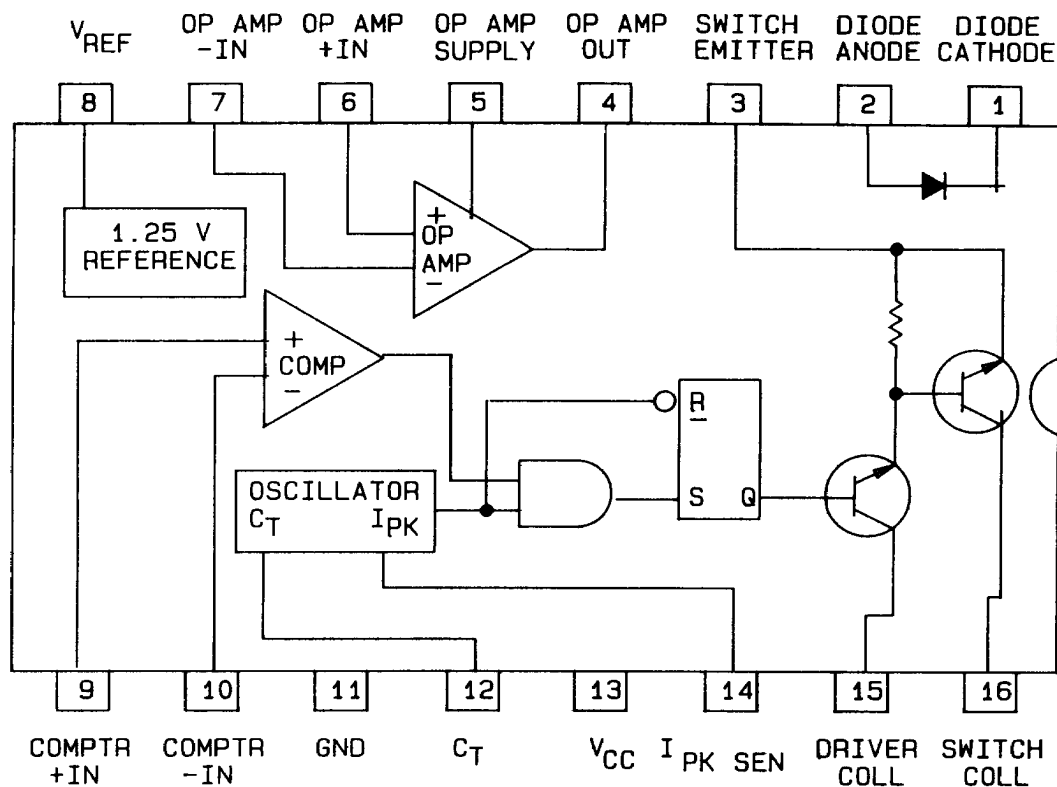 VREF
OP AMP
-IN
OP AMP
+IN
OP AMP
SUPPLY
OP AMP
OUT
SWITCH
EMITTER
DIODE
ANODE
DIODE
CATHODE
8
7
6
5
4
3
2
1
1.25 V
REFERENCE
+
OP
AMP
-
+
COMP
-
R
S
Q
OSCILLATOR
CT
IPK
9
10
11
12
13
14
15
16
COMPTR
+IN
COMPTR
-IN
GND
CT
VCC
IPK SEN
DRIVER
COLL
SWITCH
COLL